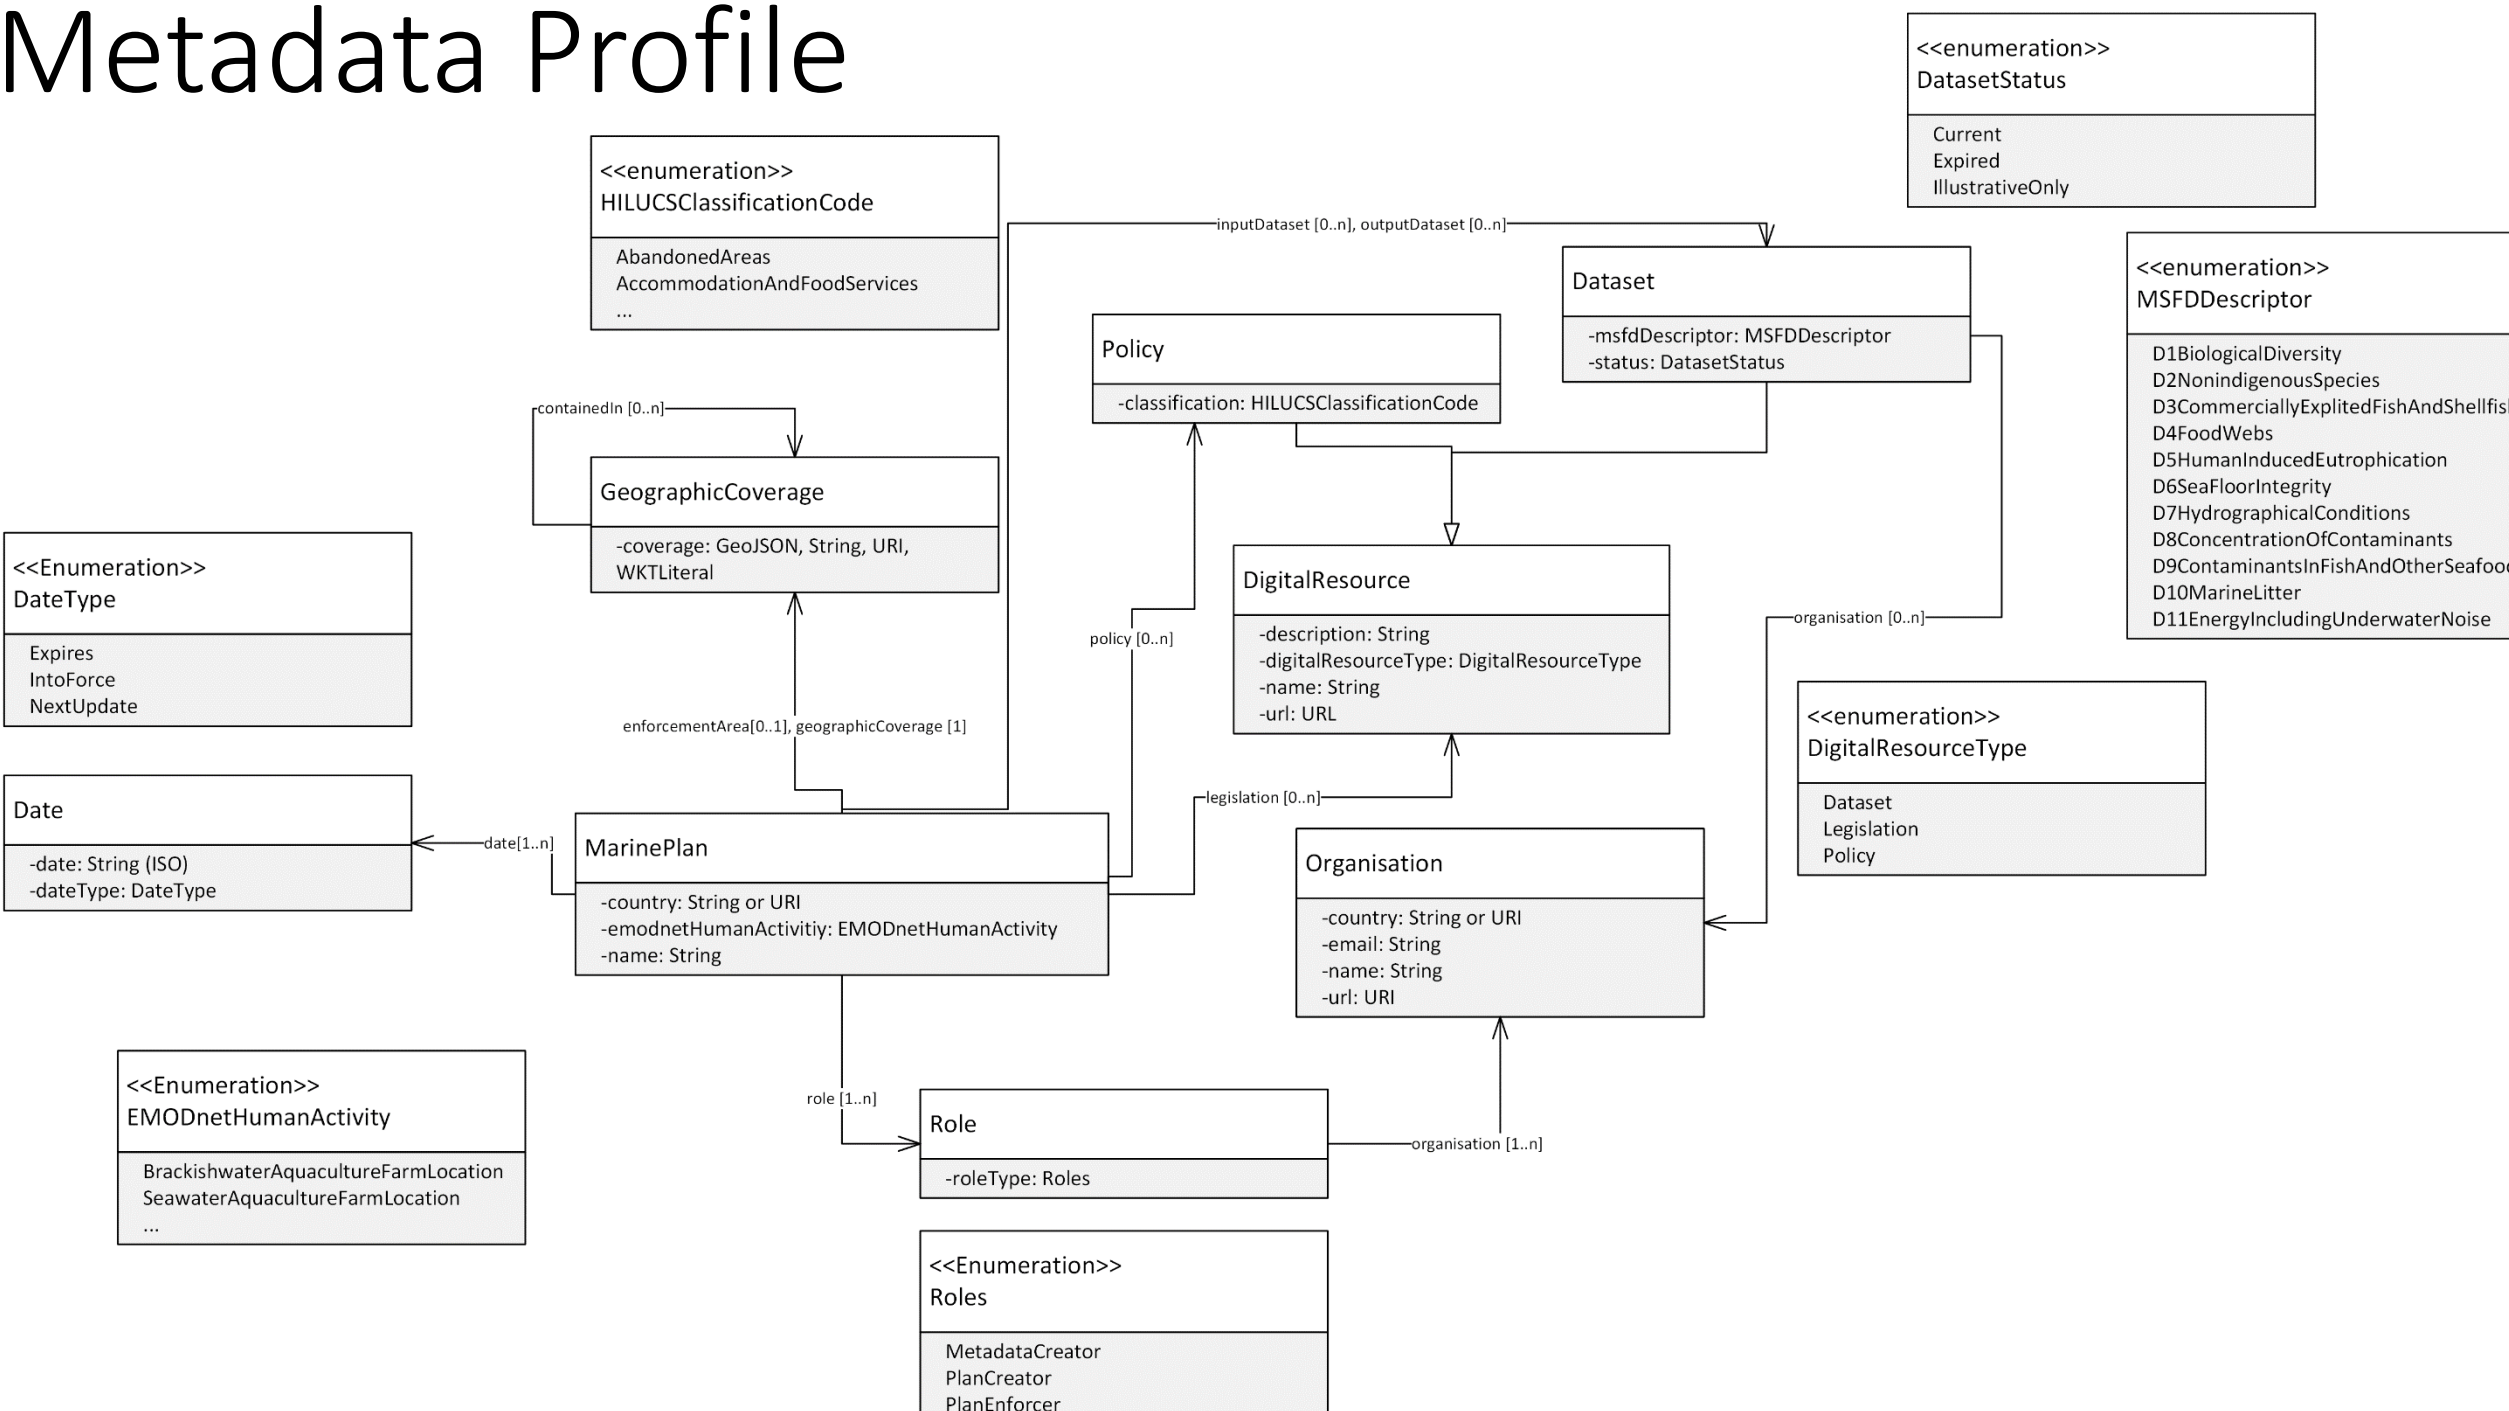 Metadata Profile
<<enumeration>>
DatasetStatus
Current
Expired
IllustrativeOnly
<<enumeration>>
HILUCSClassificationCode
AbandonedAreas
AccommodationAndFoodServices
...
inputDataset [0..n], outputDataset [0..n]
Dataset
-msfdDescriptor: MSFDDescriptor
-status: DatasetStatus
<<enumeration>>
MSFDDescriptor
D1BiologicalDiversity
D2NonindigenousSpecies
D3CommerciallyExplitedFishAndShellfis
D4FoodWebs
D5HumanInducedEutrophication
D6SeaFloorIntegrity
D7HydrographicalConditions
D8ConcentrationOfContaminants
D9ContaminantsInFishAndOtherSeafoo
D10MarineLitter
D11EnergyIncludingUnderwaterNoise
Policy
-classification: HILUCSClassificationCode
containedIn [0..n]
GeographicCoverage
-coverage: GeoJSON, String, URI,
WKTLiteral
<<Enumeration>>
DateType
Expires
IntoForce
NextUpdate
DigitalResource
-description: String
-digitalResourceType: DigitalResourceType
-name: String
-url: URL
organisation [0..n]
policy [0..n]
enforcementArea[0..1], geographicCoverage [1]
<<enumeration>>
DigitalResourceType
Dataset
Legislation
Policy
legislation [0..n]
Date
-date: String (ISO)
-dateType: DateType
date[1..n]
MarinePlan
-country: String or URI
-emodnetHumanActivitiy: EMODnetHumanActivity
-name: String
Organisation
-country: String or URI
-email: String
-name: String
-url: URI
<<Enumeration>>
EMODnetHumanActivity
BrackishwaterAquacultureFarmLocation
SeawaterAquacultureFarmLocation
...
role [1..n]
Role
-roleType: Roles
organisation [1..n]
<<Enumeration>>
Roles
MetadataCreator
PlanCreator
PlanEnforcer